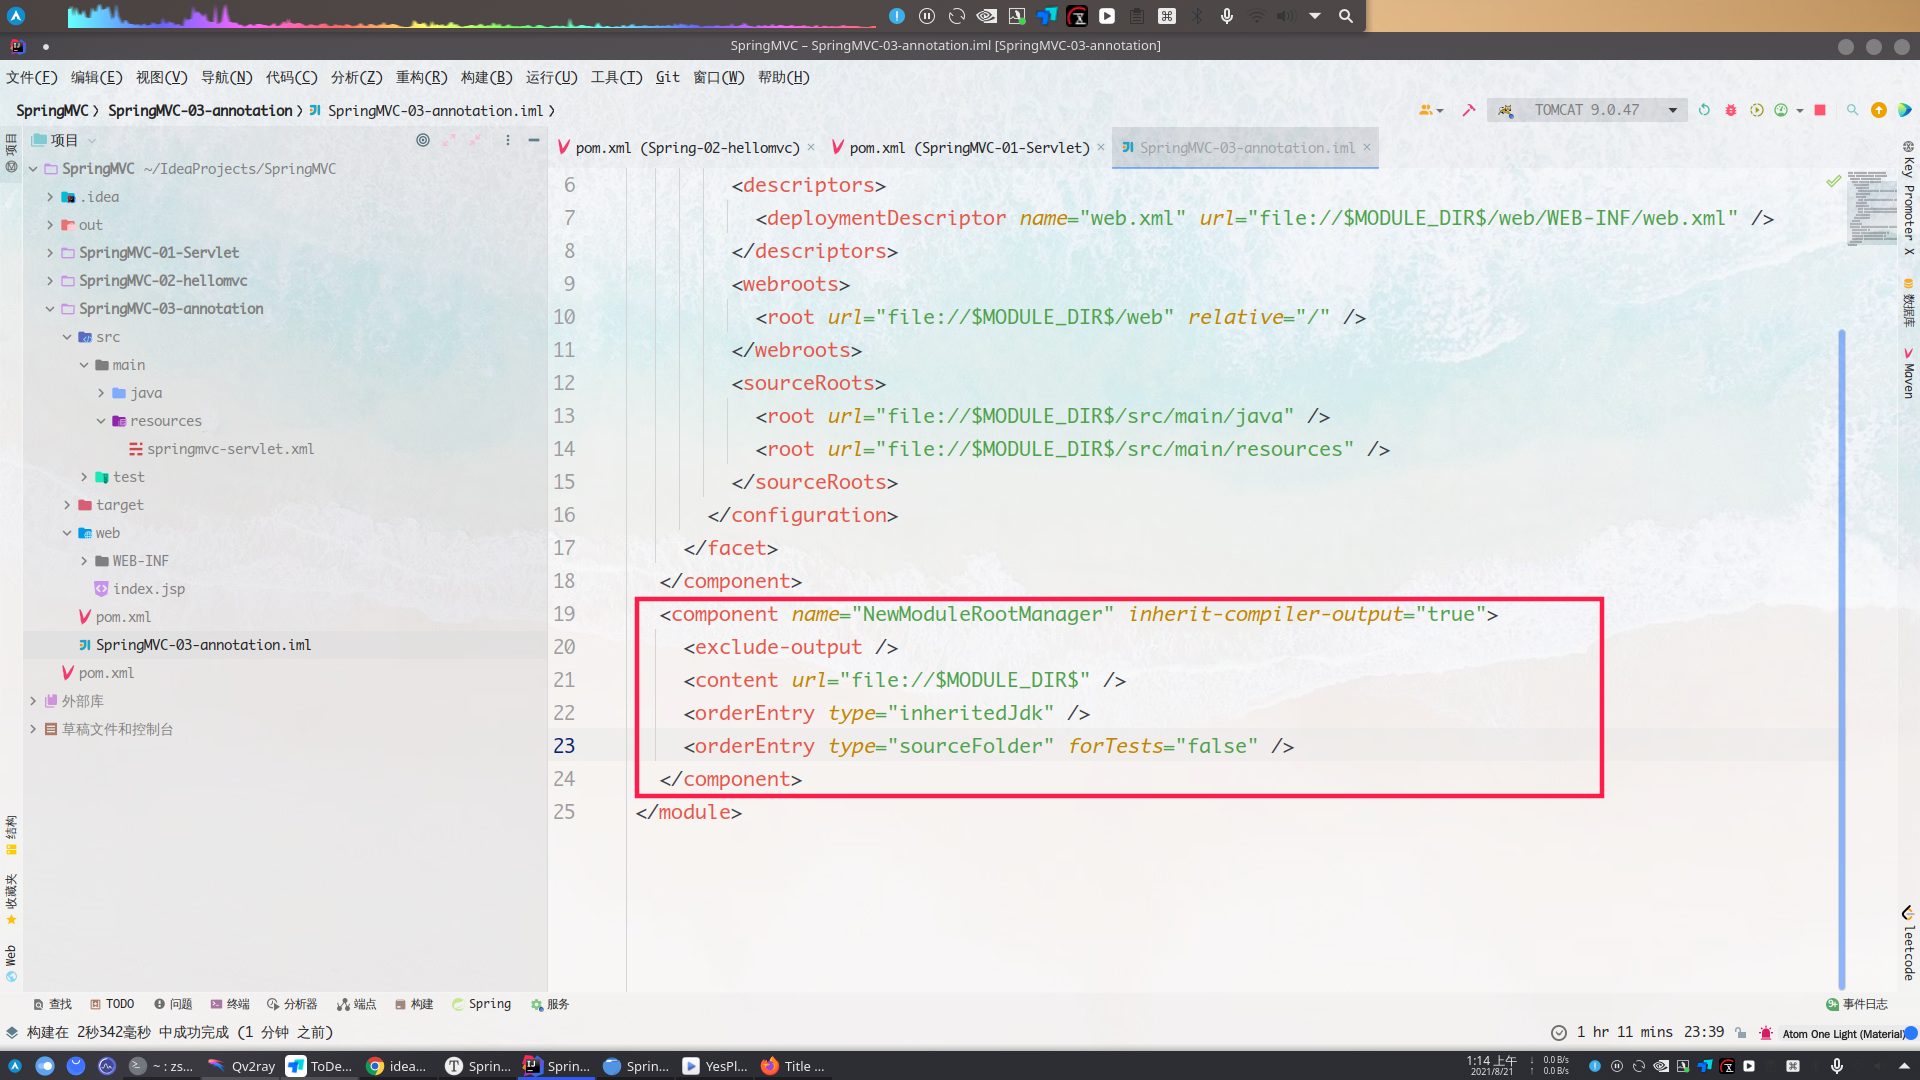 SpringMVC – SpringMVC-03-annotation.iml [SpringMVC-03-annotation]
文件(F) 编辑(E) 视图(V) 导航(N) 代码(C) 分析(Z) 重构(R) 构建(B) 运行(U) 工具(T) Git 窗口(W) 帮助(H)
SpringMVC 〉 SpringMVC-03-annotation 〉 SpringMVC-03-annotation.iml 〉
TOMCAT 9.0.47
项目
项目
pom.xml (Spring-02-hellomvc) ×
pom.xml (SpringMVC-01-Servlet) ×
SpringMVC-03-annotation.iml ×
SpringMVC ~/IdeaProjects/SpringMVC
.idea
out
SpringMVC-01-Servlet
SpringMVC-02-hellomvc
SpringMVC-03-annotation
src
main
java
resources
springmvc-servlet.xml
test
target
web
WEB-INF
index.jsp
pom.xml
SpringMVC-03-annotation.iml
pom.xml
外部库
草稿文件和控制台
6 <descriptors>
7 <deploymentDescriptor name="web.xml" url="file://$MODULE_DIR$/web/WEB-INF/web.xml" />
8 </descriptors>
9 <webroots>
10 <root url="file://$MODULE_DIR$/web" relative="/" />
11 </webroots>
12 <sourceRoots>
13 <root url="file://$MODULE_DIR$/src/main/java" />
14 <root url="file://$MODULE_DIR$/src/main/resources" />
15 </sourceRoots>
16 </configuration>
17 </facet>
18 </component>
19 <component name="NewModuleRootManager" inherit-compiler-output="true">
20 <exclude-output />
21 <content url="file://$MODULE_DIR$" />
22 <orderEntry type="inheritedJdk" />
23 <orderEntry type="sourceFolder" forTests="false" />
24 </component>
25 </module>
Key Promoter X
数据库
Maven
leetcode
结构
收藏夹
Web
查找 TODO 问题 终端 分析器 端点 构建 Spring 服务
9+ 事件日志
构建在 2秒342毫秒 中成功完成 (1 分钟 之前)
1 hr 11 mins 23:39 Atom One Light (Material)
~ : zs... Qv2ray ToDe... idea... Sprin... Sprin... Sprin... YesPl... Title ...
1:14 上午
2021/8/21
↓ 0.0 B/s
↑ 0.0 B/s